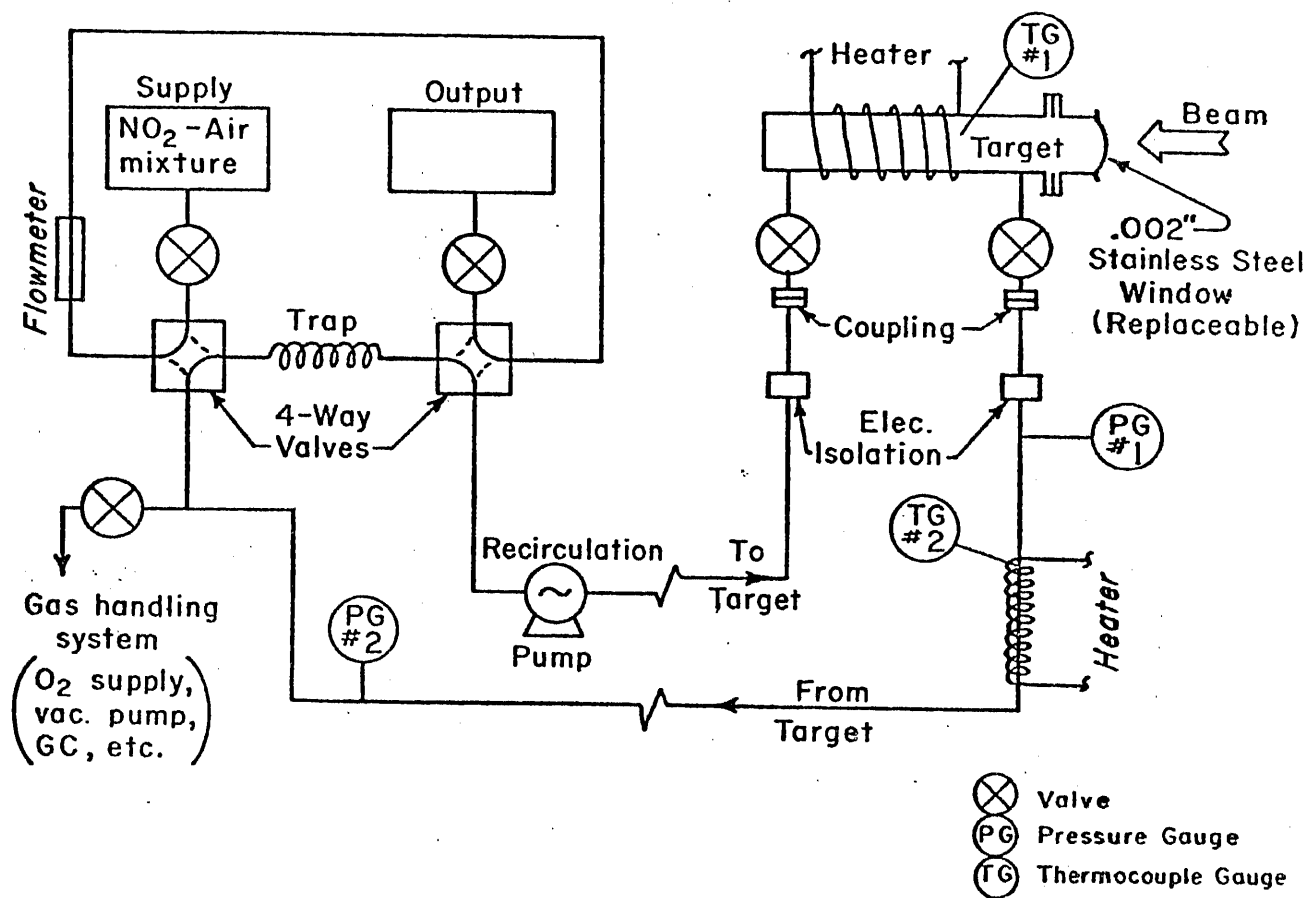 Supply
NO₂-Air
mixture
Output
Flowmeter
Trap
4-Way
Valves
Gas handling
system
(O₂ supply,
vac. pump,
GC, etc.)
PG
#2
Recirculation
Pump
To
Target
From
Target
Heater
TG
#1
Target
Beam
.002"
Stainless Steel
Window
(Replaceable)
Coupling
Elec.
Isolation
PG
#1
TG
#2
Heater
Valve
PG Pressure Gauge
TG Thermocouple Gauge